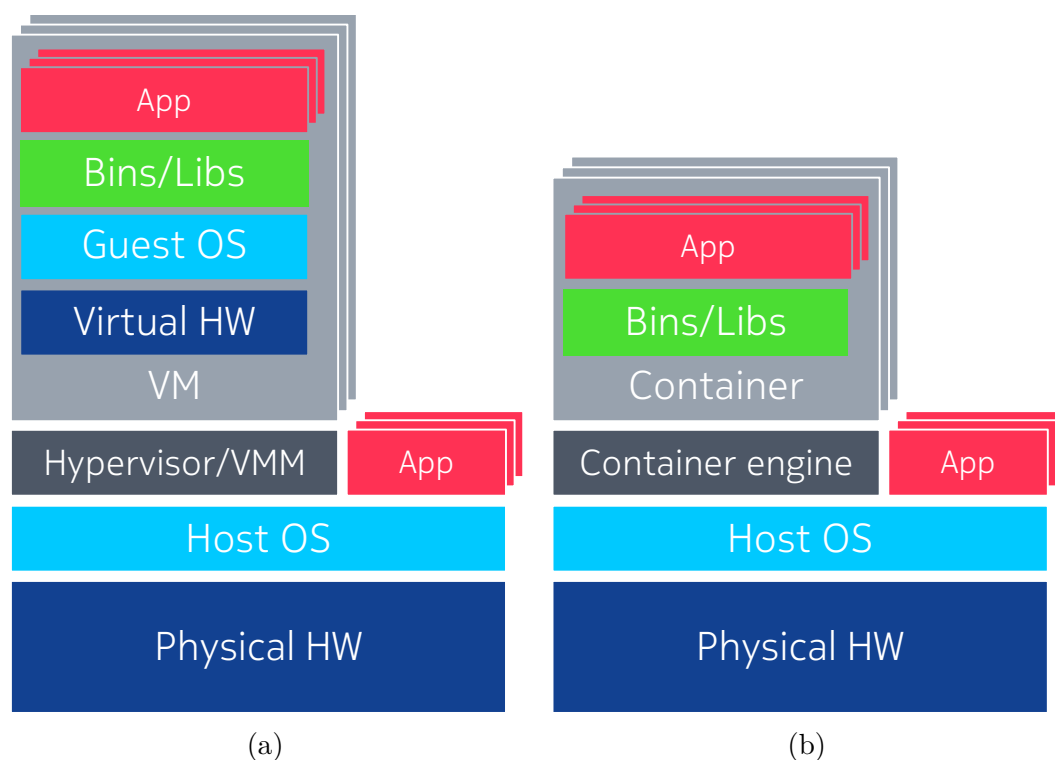 App
Bins/Libs
Guest OS
Virtual HW
VM
Hypervisor/VMM
App
Host OS
Physical HW
(a)
App
Bins/Libs
Container
Container engine
App
Host OS
Physical HW
(b)